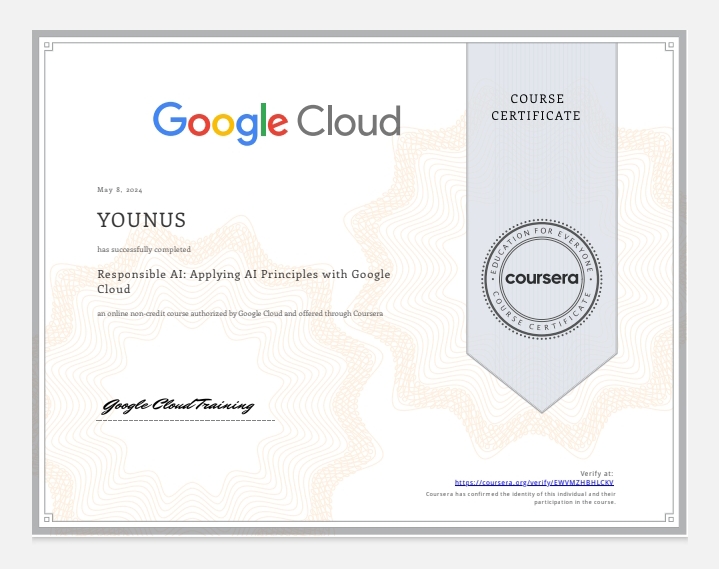 Google Cloud
COURSE
CERTIFICATE
May 8, 2024
YOUNUS
has successfully completed
Responsible AI: Applying AI Principles with Google
Cloud
an online non-credit course authorized by Google Cloud and offered through Coursera
EDUCATION FOR EVERYONE
coursera
COURSE CERTIFICATE
Google Cloud Training
Verify at:
https://coursera.org/verify/EWVMZHBHLCKV
Coursera has confirmed the identity of this individual and their
participation in the course.